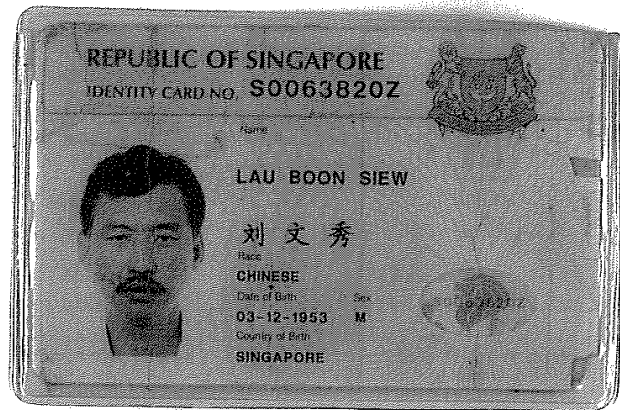 REPUBLIC OF SINGAPORE
IDENTITY CARD NO. S0063820Z
Name
LAU BOON SIEW
刘文秀
Race
CHINESE
Date of Birth Sex
03-12-1953 M
Country of Birth
SINGAPORE